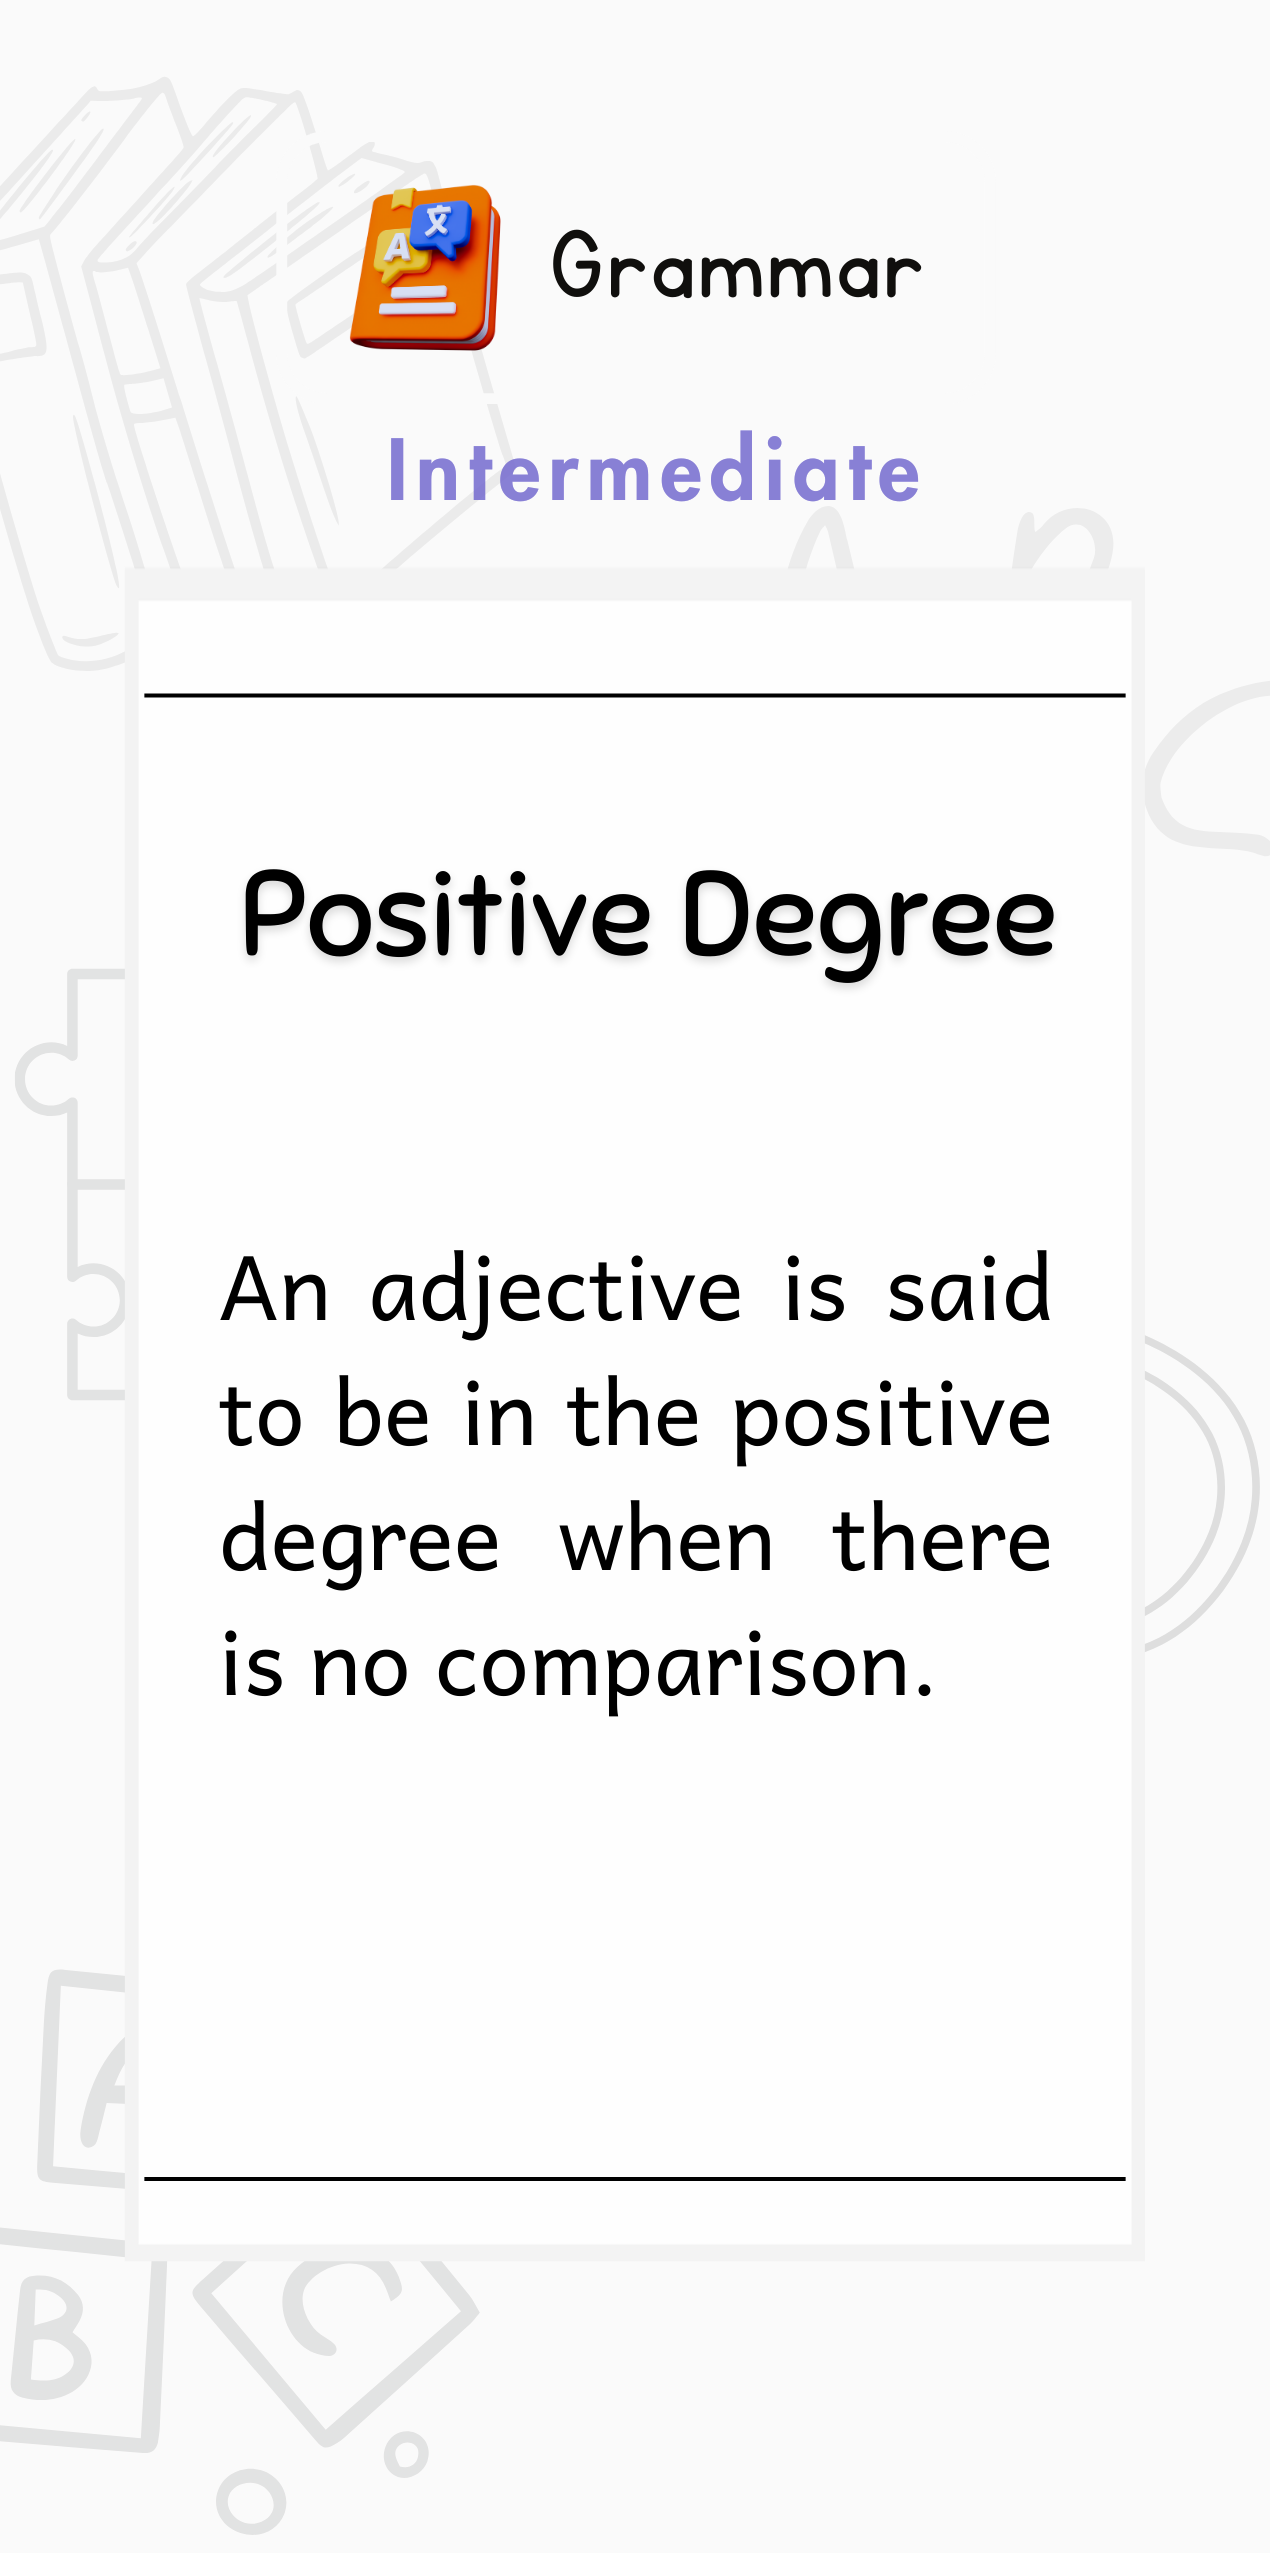 A 文
Grammar
Intermediate
Positive Degree
An adjective is said
to be in the positive
degree when there
is no comparison.
A
B
C